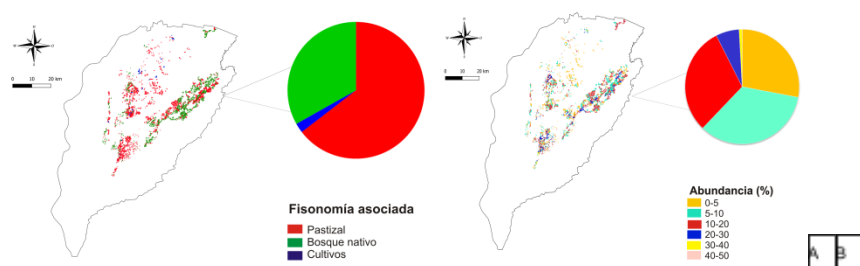 0 10 20 km
Fisonomía asociada
Pastizal
Bosque nativo
Cultivos
0 10 20 km
Abundancia (%)
0-5
5-10
10-20
20-30
30-40
40-50
A B